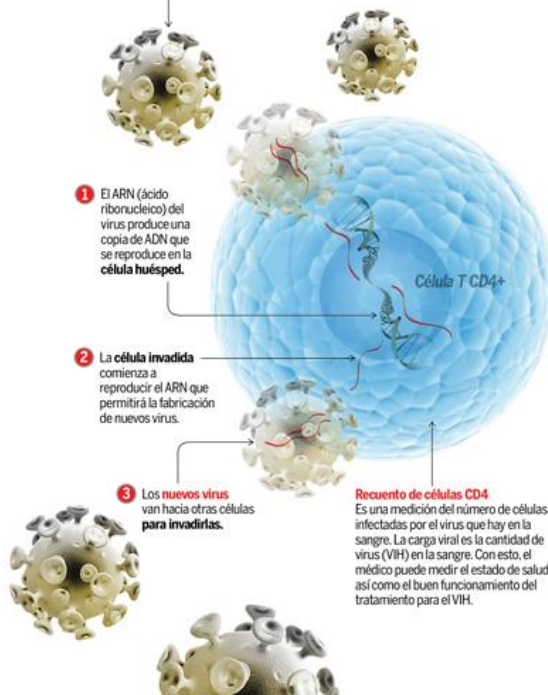 1 El ARN (ácido
ribonucleico) del
virus produce una
copia de ADN que
se reproduce en la
célula huésped.
Célula T CD4+
2 La célula invadida
comienza a
reproducir el ARN que
permitirá la fabricación
de nuevos virus.
3 Los nuevos virus
van hacia otras células
para invadirlas.
Recuento de células CD4
Es una medición del número de células
infectadas por el virus que hay en la
sangre. La carga viral es la cantidad de
virus (VIH) en la sangre. Con esto, el
médico puede medir el estado de salud
así como el buen funcionamiento del
tratamiento para el VIH.